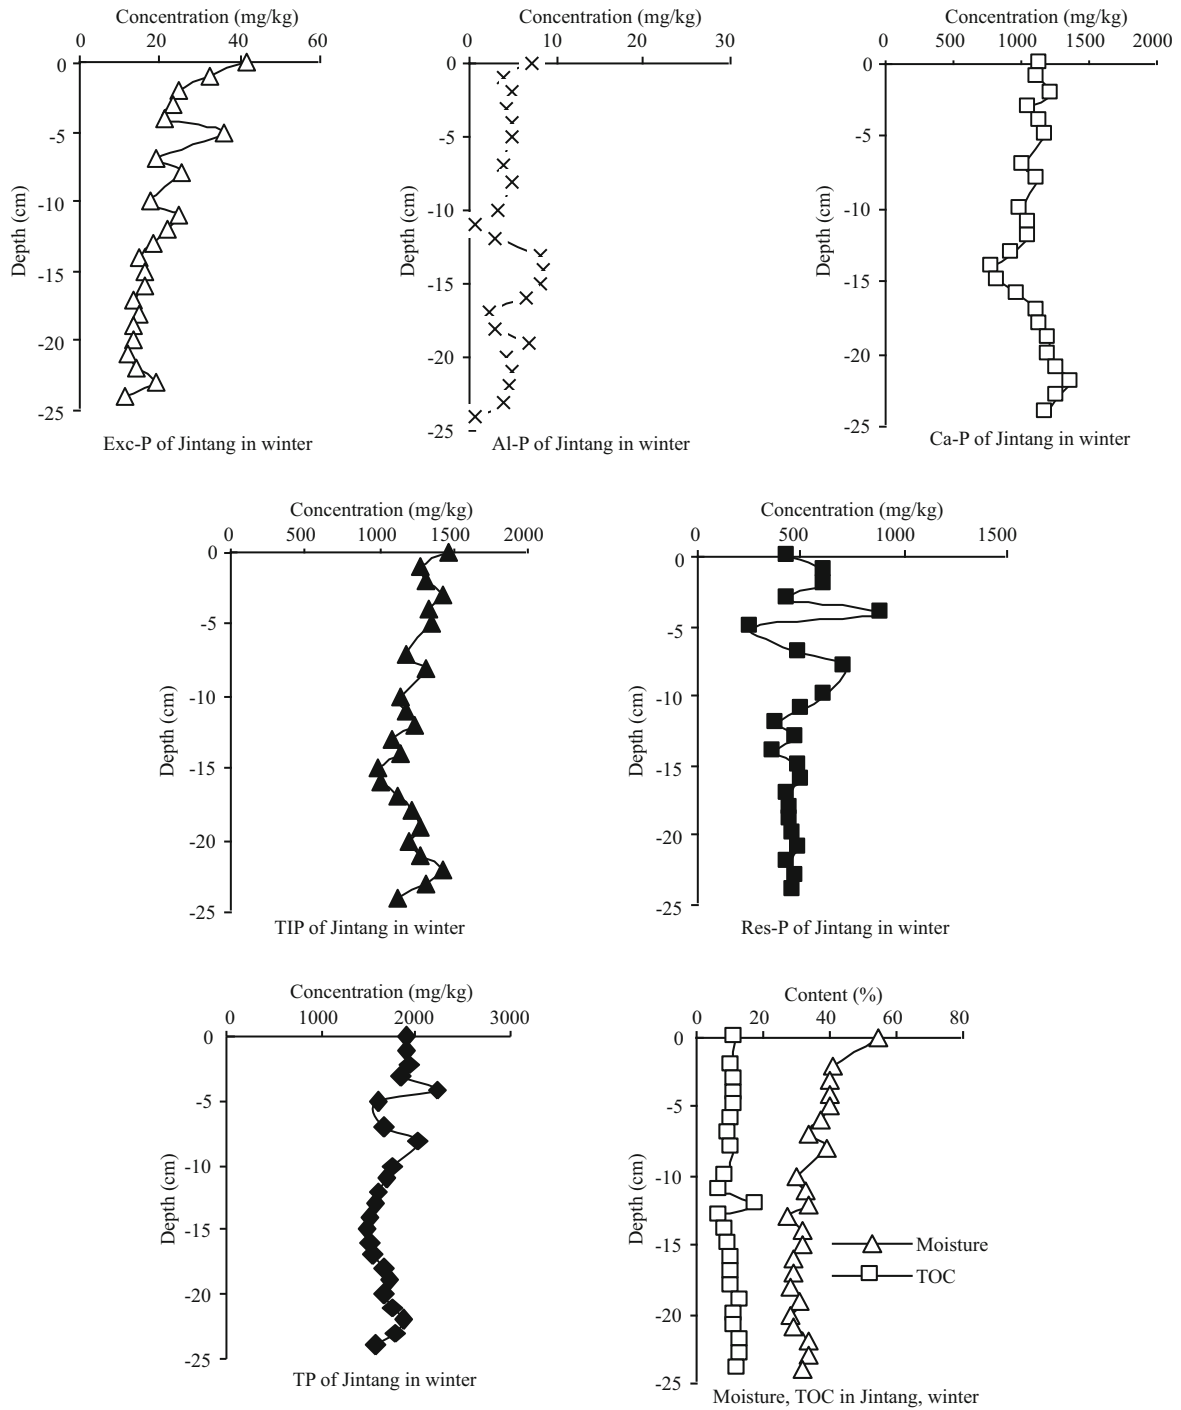 Concentration (mg/kg)
0 20 40 60
0
-5
-10
-15
-20
-25
Depth (cm)
Exc-P of Jintang in winter
Concentration (mg/kg)
0 10 20 30
0
-5
-10
-15
-20
-25
Depth (cm)
Al-P of Jintang in winter
Concentration (mg/kg)
0 500 1000 1500 2000
0
-5
-10
-15
-20
-25
Depth (cm)
Ca-P of Jintang in winter
Concentration (mg/kg)
0 500 1000 1500 2000
0
-5
-10
-15
-20
-25
Depth (cm)
TIP of Jintang in winter
Concentration (mg/kg)
0 500 1000 1500
0
-5
-10
-15
-20
-25
Depth (cm)
Res-P of Jintang in winter
Concentration (mg/kg)
0 1000 2000 3000
0
-5
-10
-15
-20
-25
Depth (cm)
TP of Jintang in winter
Content (%)
0 20 40 60 80
0
-5
-10
-15
-20
-25
Depth (cm)
Moisture
TOC
Moisture, TOC in Jintang, winter